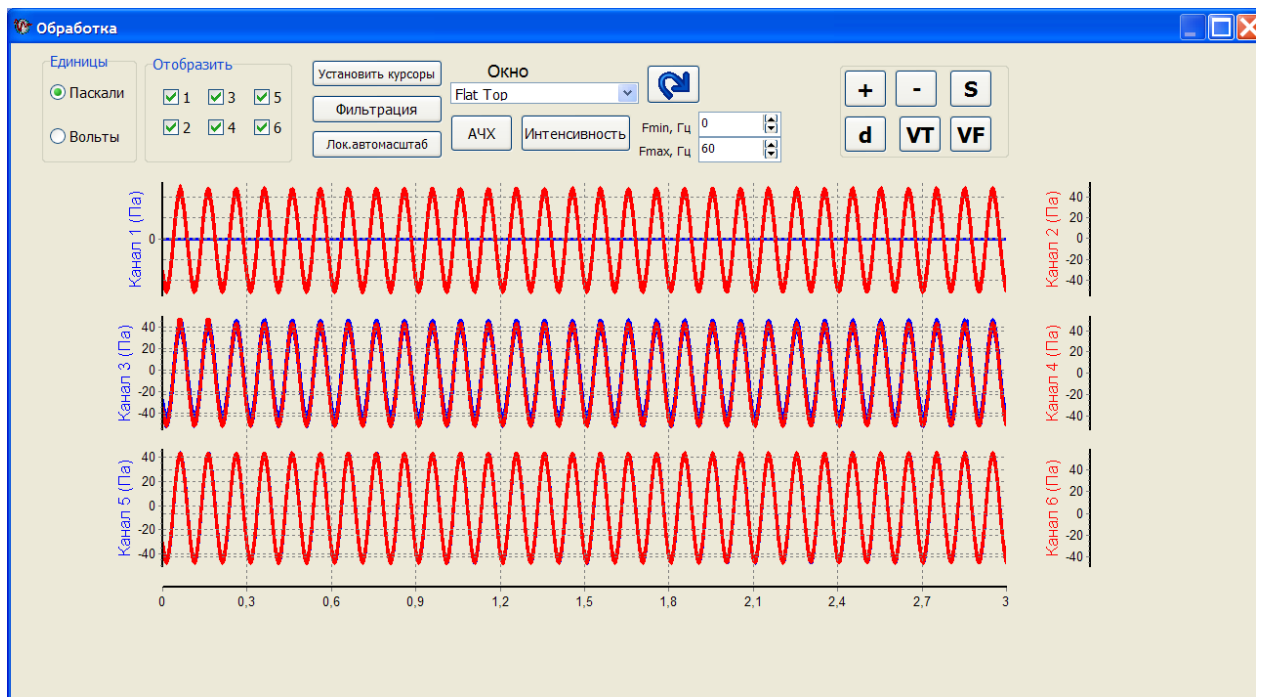 Обработка
Единицы
Паскали
Вольты
Отобразить
1 3 5
2 4 6
Установить курсоры
Фильтрация
Лок.автомасштаб
Окно
Flat Top
АЧХ
Интенсивность
Fmin, Гц 0
Fmax, Гц 60
+ - S
d VT VF
Канал 1 (Па)
0
Канал 2 (Па)
40
20
0
-20
-40
Канал 3 (Па)
40
20
0
-20
-40
Канал 4 (Па)
40
20
0
-20
-40
Канал 5 (Па)
40
20
0
-20
-40
Канал 6 (Па)
40
20
0
-20
-40
0 0,3 0,6 0,9 1,2 1,5 1,8 2,1 2,4 2,7 3